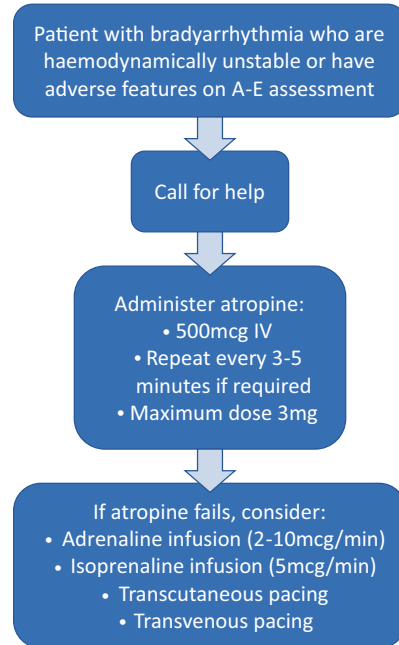 Patient with bradyarrhythmia who are
haemodynamically unstable or have
adverse features on A-E assessment
Call for help
Administer atropine:
• 500mcg IV
• Repeat every 3-5
minutes if required
• Maximum dose 3mg
If atropine fails, consider:
• Adrenaline infusion (2-10mcg/min)
• Isoprenaline infusion (5mcg/min)
• Transcutaneous pacing
• Transvenous pacing